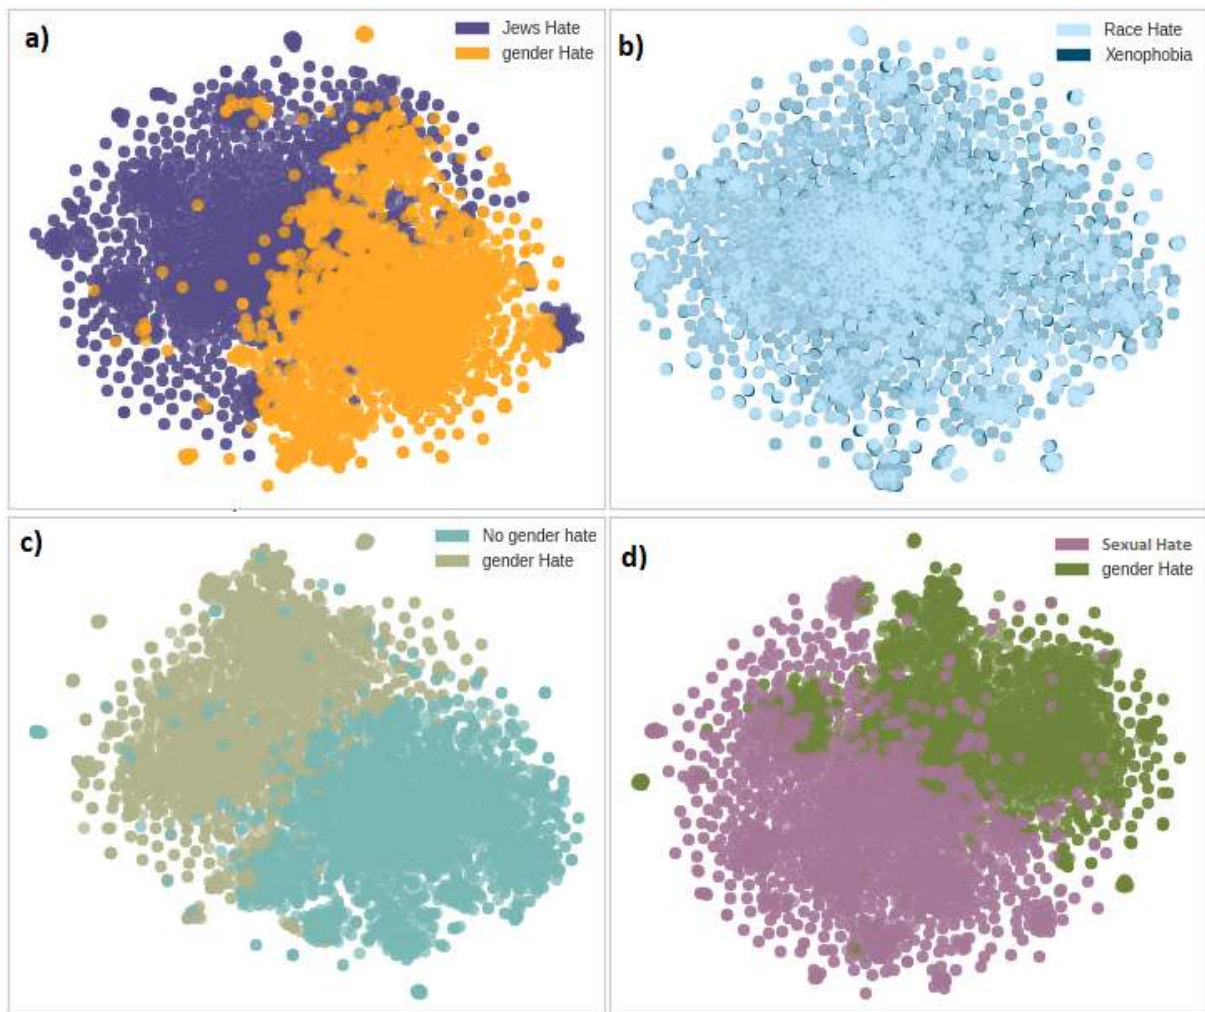 a)
Jews Hate
gender Hate
b)
Race Hate
Xenophobia
c)
No gender hate
gender Hate
d)
Sexual Hate
gender Hate